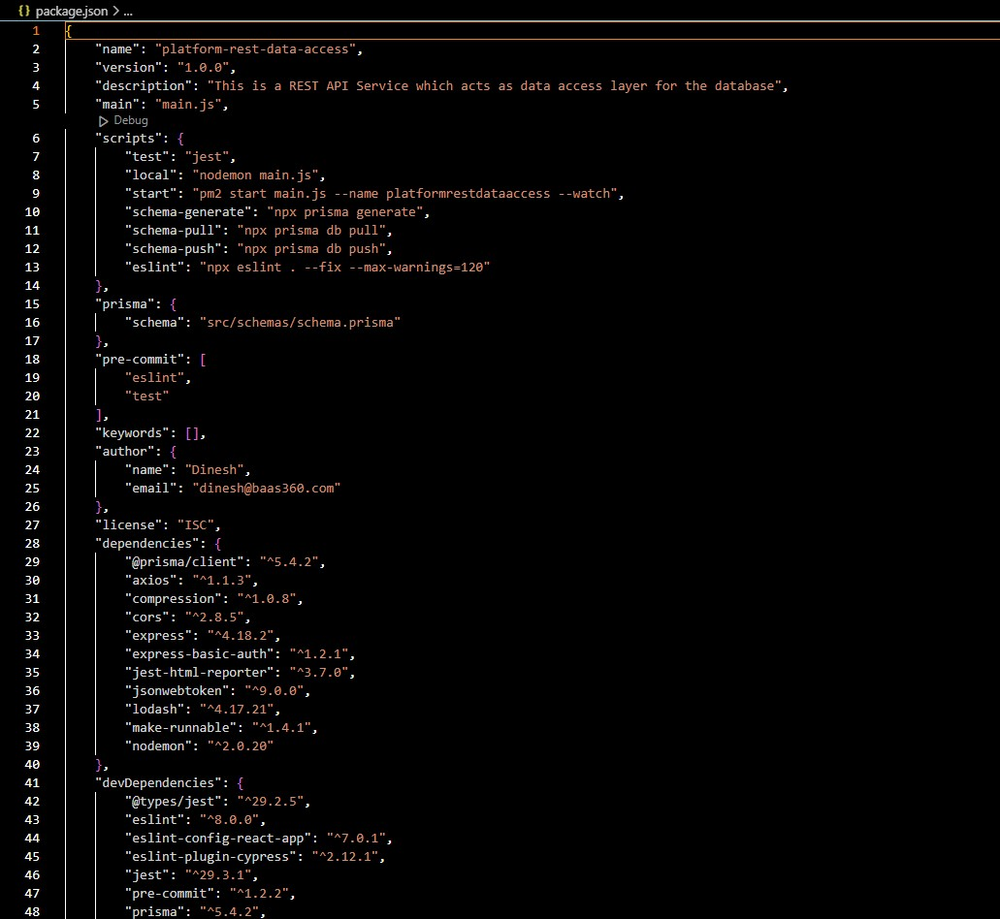 {} package.json > ...
1 {
2 "name": "platform-rest-data-access",
3 "version": "1.0.0",
4 "description": "This is a REST API Service which acts as data access layer for the database",
5 "main": "main.js",
Debug
6 "scripts": {
7 "test": "jest",
8 "local": "nodemon main.js",
9 "start": "pm2 start main.js --name platformrestdataaccess --watch",
10 "schema-generate": "npx prisma generate",
11 "schema-pull": "npx prisma db pull",
12 "schema-push": "npx prisma db push",
13 "eslint": "npx eslint . --fix --max-warnings=120"
14 },
15 "prisma": {
16 "schema": "src/schemas/schema.prisma"
17 },
18 "pre-commit": [
19 "eslint",
20 "test"
21 ],
22 "keywords": [],
23 "author": {
24 "name": "Dinesh",
25 "email": "dinesh@baas360.com"
26 },
27 "license": "ISC",
28 "dependencies": {
29 "@prisma/client": "^5.4.2",
30 "axios": "^1.1.3",
31 "compression": "^1.0.8",
32 "cors": "^2.8.5",
33 "express": "^4.18.2",
34 "express-basic-auth": "^1.2.1",
35 "jest-html-reporter": "^3.7.0",
36 "jsonwebtoken": "^9.0.0",
37 "lodash": "^4.17.21",
38 "make-runnable": "^1.4.1",
39 "nodemon": "^2.0.20"
40 },
41 "devDependencies": {
42 "@types/jest": "^29.2.5",
43 "eslint": "^8.0.0",
44 "eslint-config-react-app": "^7.0.1",
45 "eslint-plugin-cypress": "^2.12.1",
46 "jest": "^29.3.1",
47 "pre-commit": "^1.2.2",
48 "prisma": "^5.4.2",